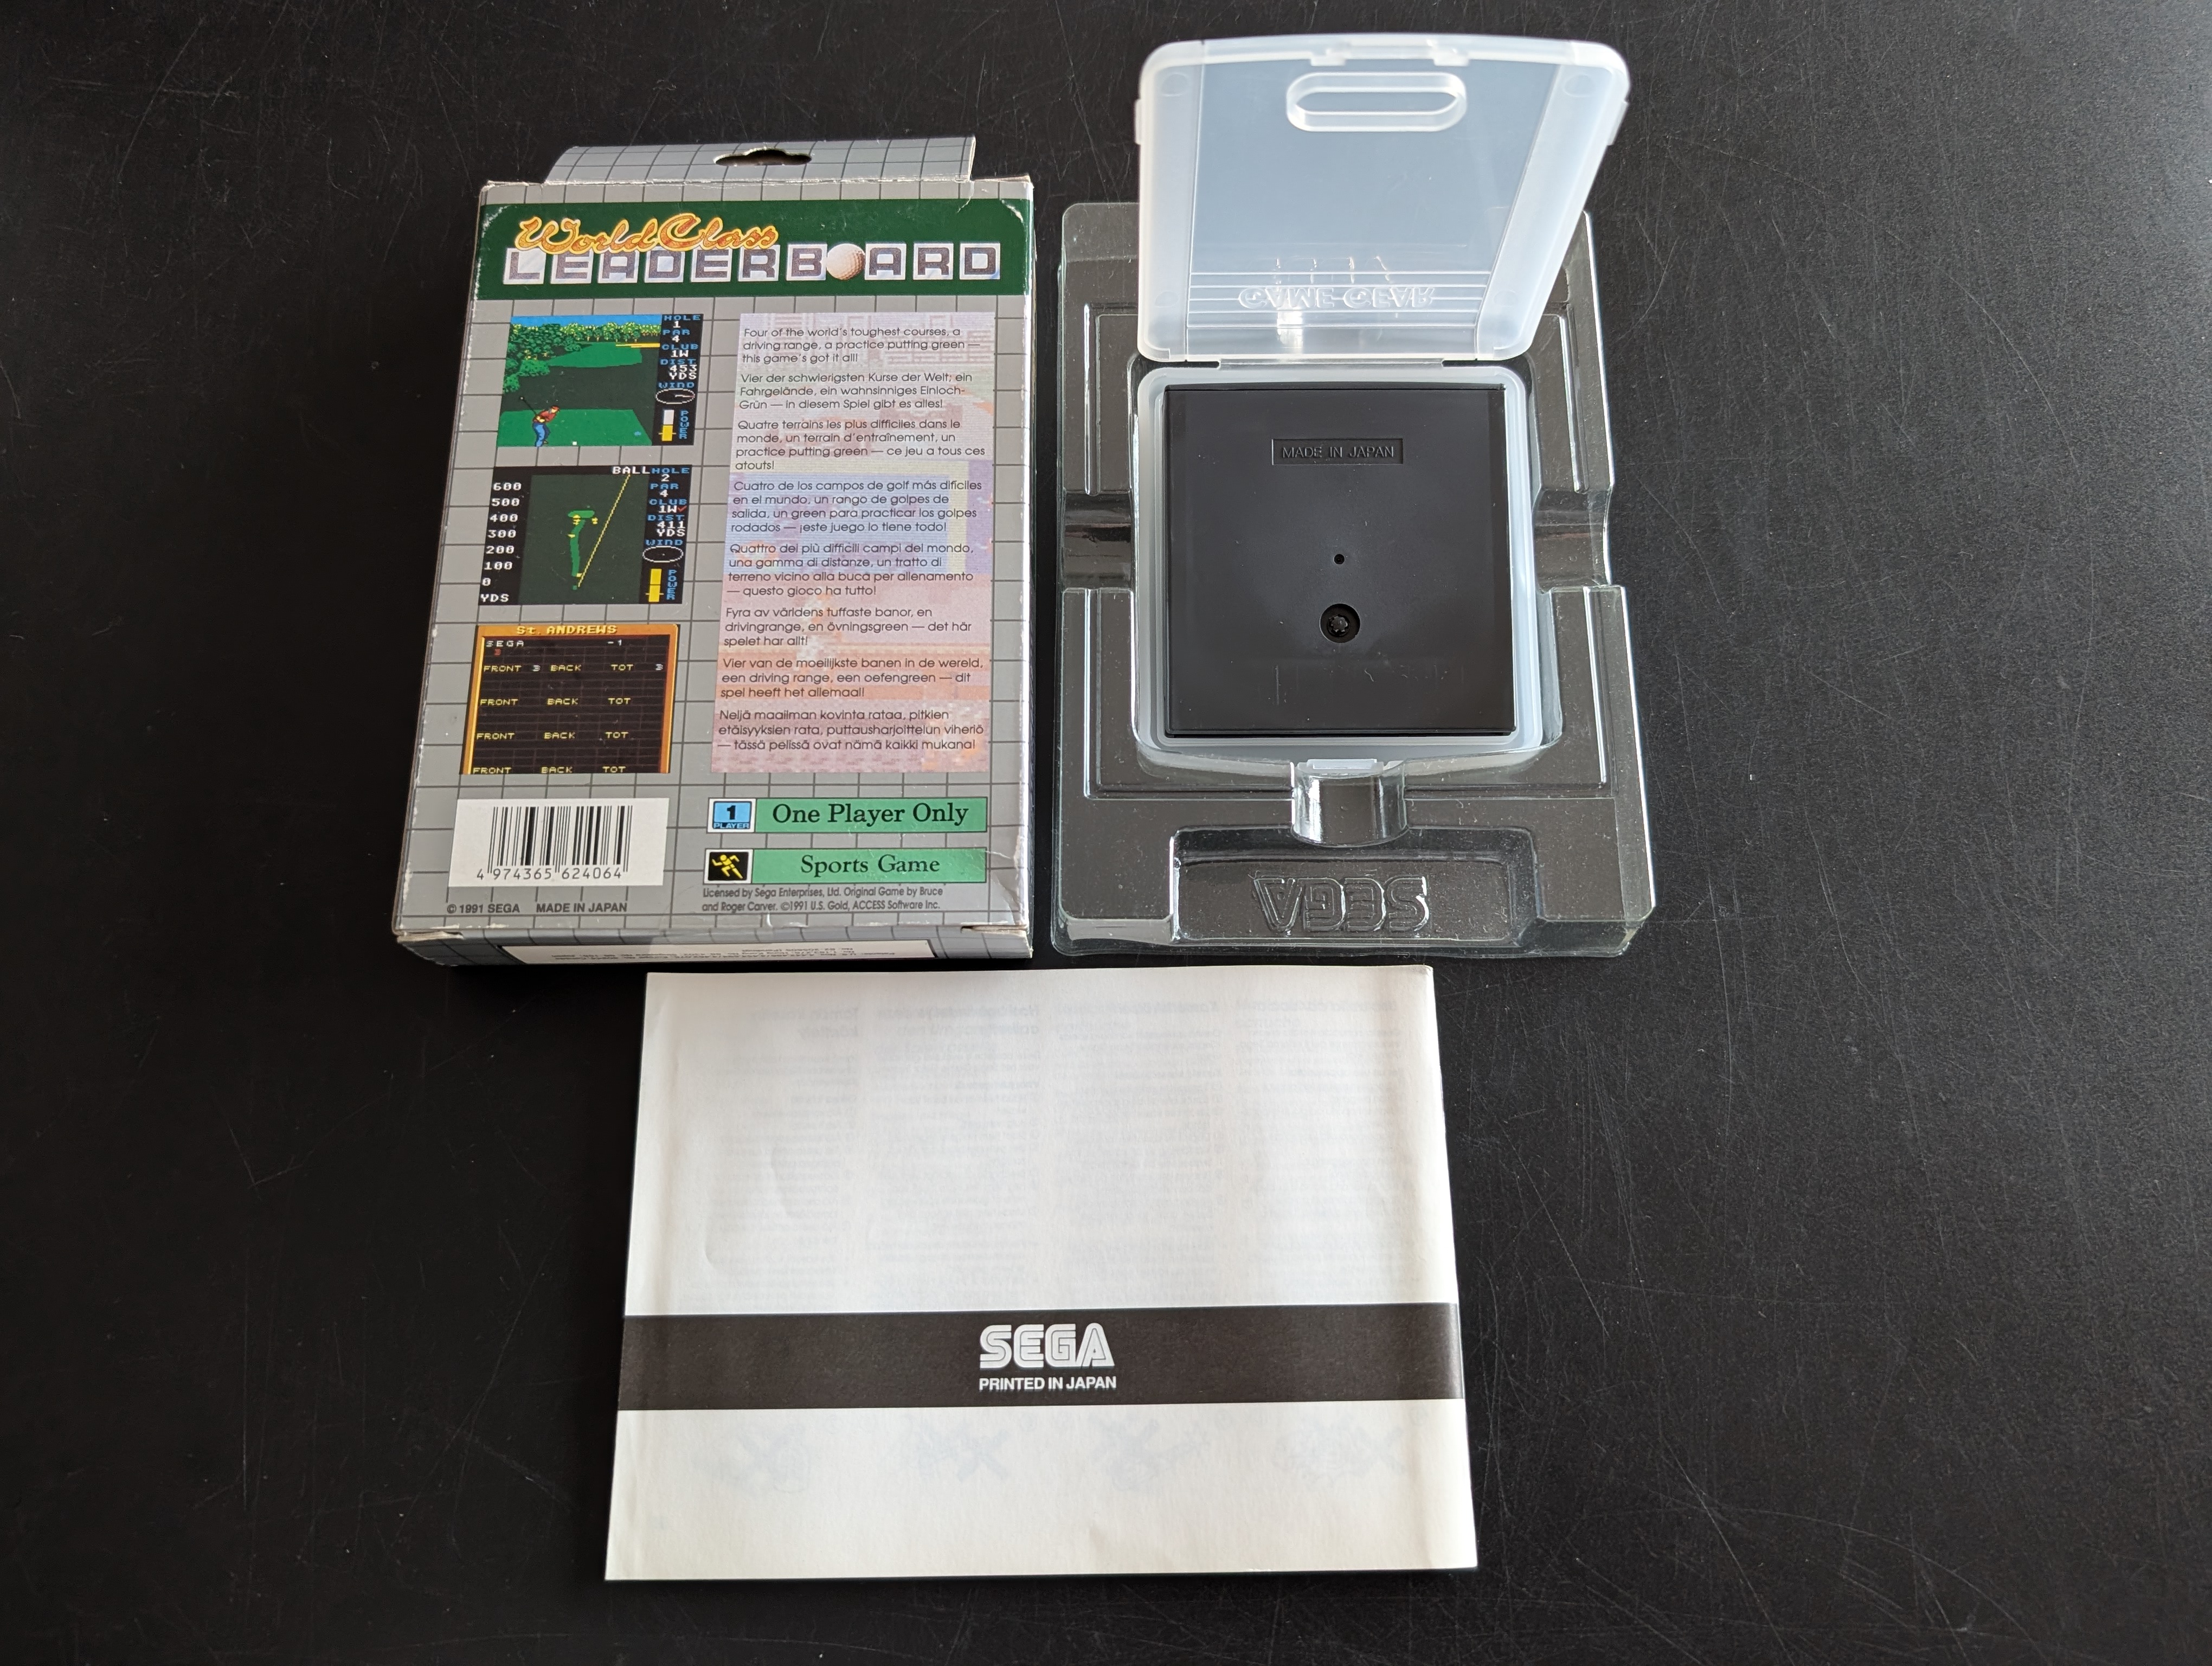 World Class
LEADERBOARD
HOLE
1
PAR
4
CLUB
1W
DIST
453
YDS
WIND
POWER
BALL
HOLE
2
PAR
4
CLUB
1W
DIST
411
YDS
WIND
POWER
600
500
400
300
200
100
0
YDS
St. ANDREWS
SEGA -1
3
FRONT 3 BACK TOT 3
FRONT BACK TOT
FRONT BACK TOT
FRONT BACK TOT
Four of the world's toughest courses, a
driving range, a practice putting green —
this game's got it all!
Vier der schwierigsten Kurse der Welt; ein
Fahrgelände, ein wahnsinniges Einloch-
Grün — in diesem Spiel gibt es alles!
Quatre terrains les plus difficiles dans le
monde, un terrain d'entraînement, un
practice putting green — ce jeu a tous ces
atouts!
Cuatro de los campos de golf más difíciles
en el mundo, un rango de golpes de
salida, un green para practicar los golpes
rodados — ¡este juego lo tiene todo!
Quattro dei più difficili campi del mondo,
una gamma di distanze, un tratto di
terreno vicino alla buca per allenamento
— questo gioco ha tutto!
Fyra av världens tuffaste banor, en
drivingrange, en övningsgreen — det här
spelet har allt!
Vier van de moeilijkste banen in de wereld,
een driving range, een oefengreen — dit
spel heeft het allemaal!
Neljä maailman kovinta rataa, pitkien
etäisyyksien rata, puttausharjoittelun viheriö
— tässä pelissä ovat nämä kaikki mukana!
1
PLAYER
One Player Only
Sports Game
4 974365 624064
© 1991 SEGA MADE IN JAPAN
Licensed by Sega Enterprises, Ltd. Original Game by Bruce
and Roger Carver. ©1991 U.S. Gold, ACCESS Software Inc.
GAME GEAR
MADE IN JAPAN
SEGA
SEGA
PRINTED IN JAPAN